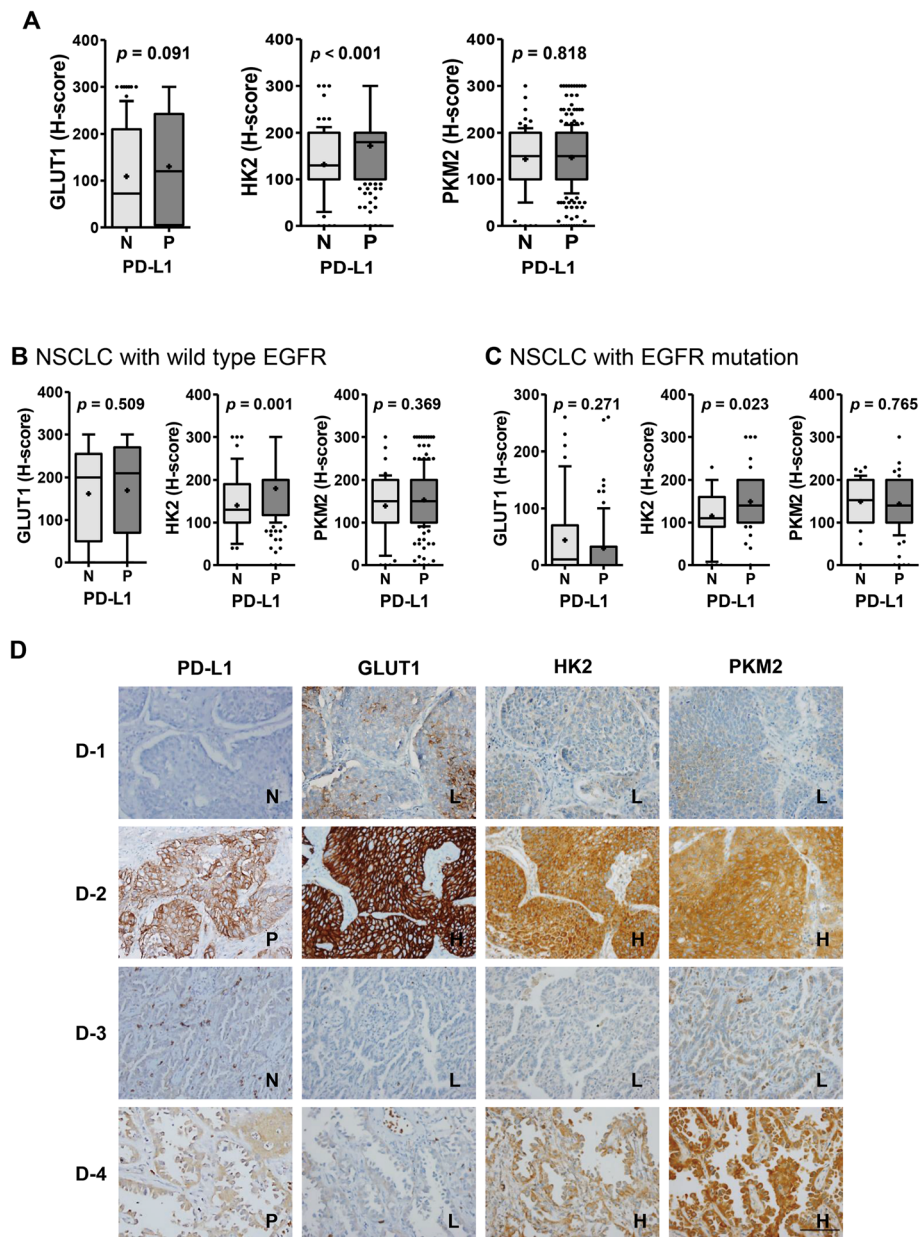 A
p = 0.091
p < 0.001
p = 0.818
GLUT1 (H-score)
400
300
200
100
0
N P
PD-L1
HK2 (H-score)
400
300
200
100
0
N P
PD-L1
PKM2 (H-score)
400
300
200
100
0
N P
PD-L1
B NSCLC with wild type EGFR
p = 0.509
p = 0.001
p = 0.369
GLUT1 (H-score)
400
300
200
100
0
N P
PD-L1
HK2 (H-score)
400
300
200
100
0
N P
PD-L1
PKM2 (H-score)
400
300
200
100
0
N P
PD-L1
C NSCLC with EGFR mutation
p = 0.271
p = 0.023
p = 0.765
GLUT1 (H-score)
300
200
100
0
N P
PD-L1
HK2 (H-score)
400
300
200
100
0
N P
PD-L1
PKM2 (H-score)
400
300
200
100
0
N P
PD-L1
D
PD-L1 GLUT1 HK2 PKM2
D-1 N L L L
D-2 P H H H
D-3 N L L L
D-4 P L H H